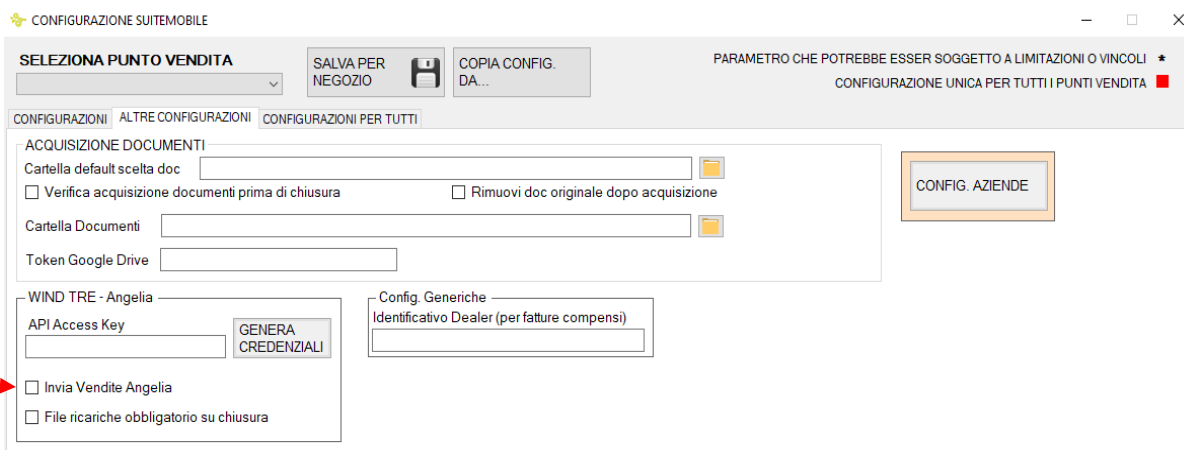 CONFIGURAZIONE SUITEMOBILE
SELEZIONA PUNTO VENDITA
SALVA PER
NEGOZIO
COPIA CONFIG.
DA...
PARAMETRO CHE POTREBBE ESSER SOGGETTO A LIMITAZIONI O VINCOLI *
CONFIGURAZIONE UNICA PER TUTTI I PUNTI VENDITA
CONFIGURAZIONI
ALTRE CONFIGURAZIONI
CONFIGURAZIONI PER TUTTI
ACQUISIZIONE DOCUMENTI
Cartella default scelta doc
Verifica acquisizione documenti prima di chiusura
Rimuovi doc originale dopo acquisizione
Cartella Documenti
Token Google Drive
CONFIG. AZIENDE
WIND TRE - Angelia
API Access Key
GENERA
CREDENZIALI
Invia Vendite Angelia
File ricariche obbligatorio su chiusura
Config. Generiche
Identificativo Dealer (per fatture compensi)